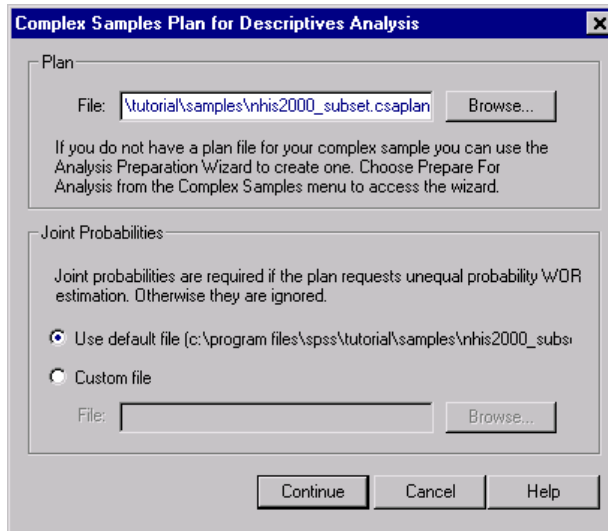 Complex Samples Plan for Descriptives Analysis
Plan
File: \tutorial\samples\nhis2000_subset.csaplan Browse...
If you do not have a plan file for your complex sample you can use the
Analysis Preparation Wizard to create one. Choose Prepare For
Analysis from the Complex Samples menu to access the wizard.
Joint Probabilities
Joint probabilities are required if the plan requests unequal probability WOR
estimation. Otherwise they are ignored.
Use default file (c:\program files\spss\tutorial\samples\nhis2000_subs
Custom file
File: Browse...
Continue Cancel Help